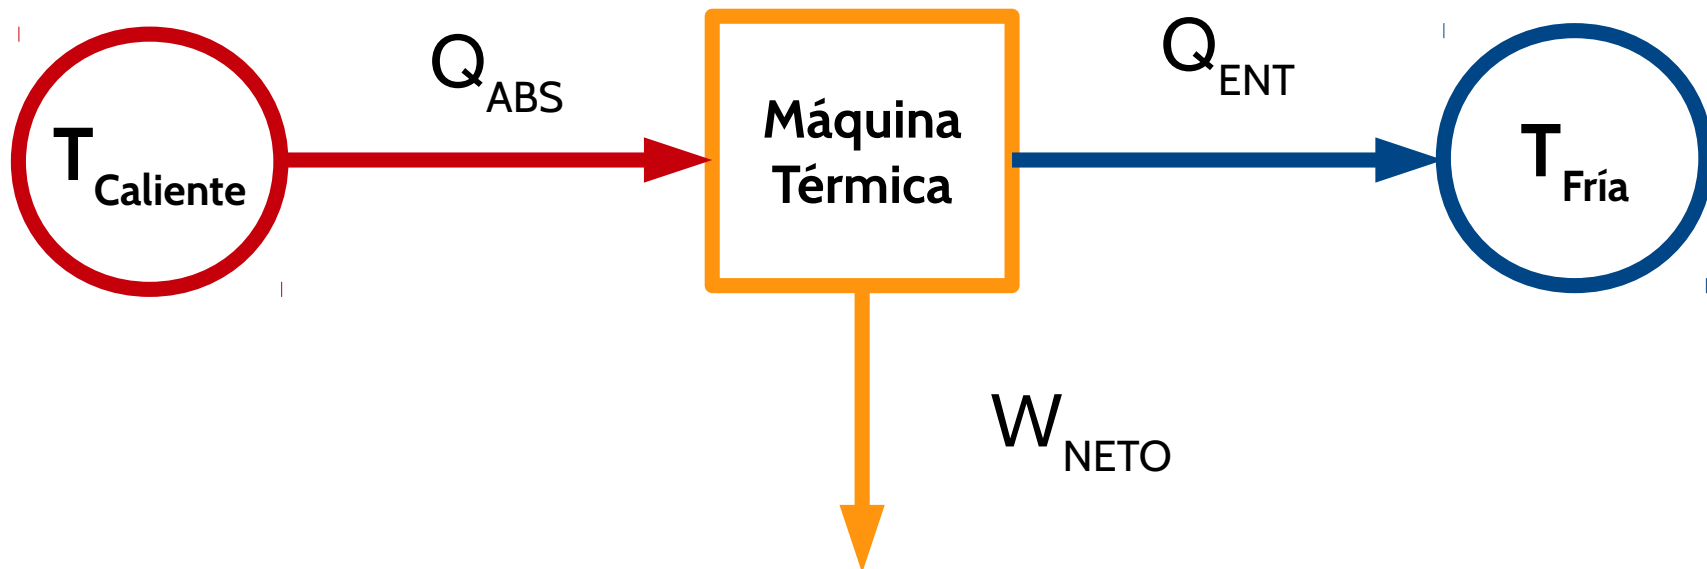 T Caliente
Q ABS
Máquina
Térmica
Q ENT
T Fría
W NETO